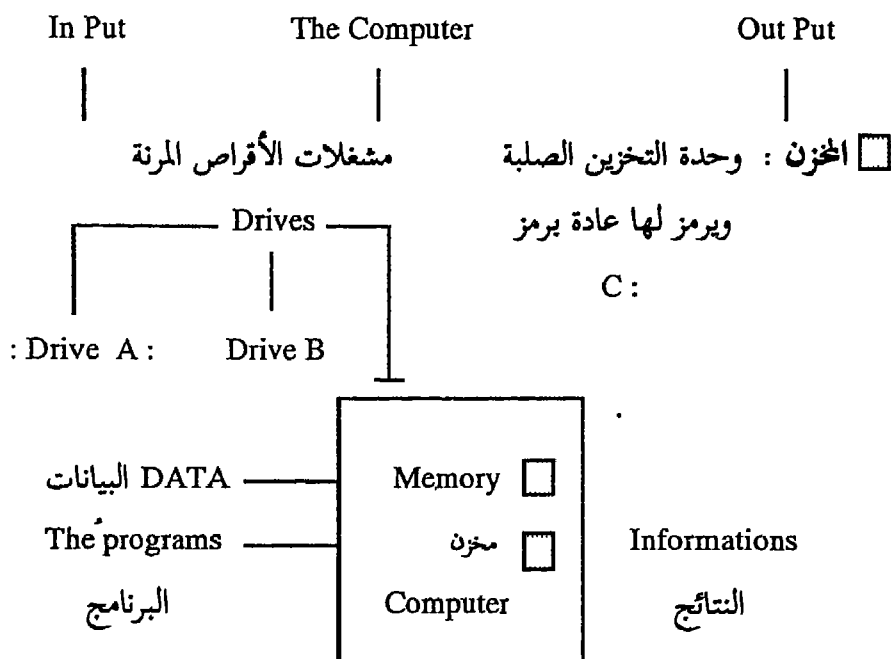 In Put The Computer Out Put
المخزن : وحدة التخزين الصلبة مشغلات الأقراص المرنة
ويرمز لها عادة برمز
Drives
C :
: Drive A : Drive B
البيانات DATA Memory
The programs مخزن Informations
البرنامج Computer النتائج